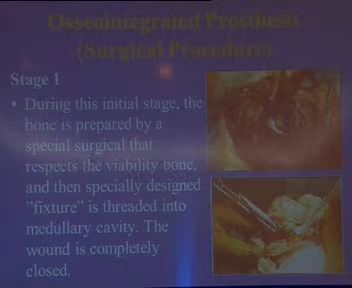 Osseointegraind Prosthesis
(Surgical Procedure)
Stage 1
• During this initial stage, the
bone is prepared by a
special surgical that
respects the viability bone,
and then specially designed
"fixture" is threaded into
medullary cavity. The
wound is completely
closed.